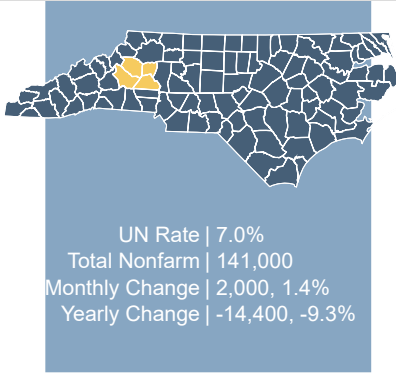 UN Rate | 7.0%
Total Nonfarm | 141,000
Monthly Change | 2,000, 1.4%
Yearly Change | -14,400, -9.3%